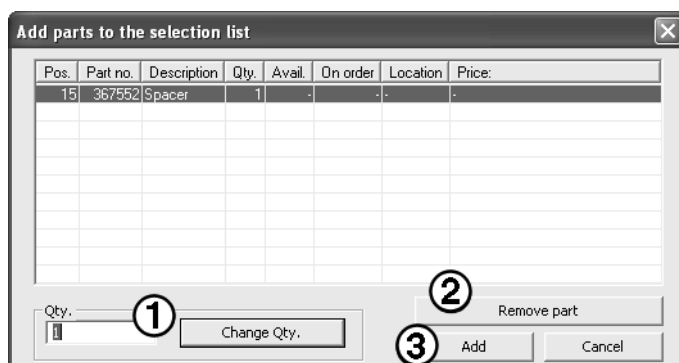 Add parts to the selection list
Pos. Part no. Description Qty. Avail. On order Location Price:
15 367552 Spacer 1 - - - -
② Remove part
Qty.
1 ① Change Qty.
③ Add Cancel